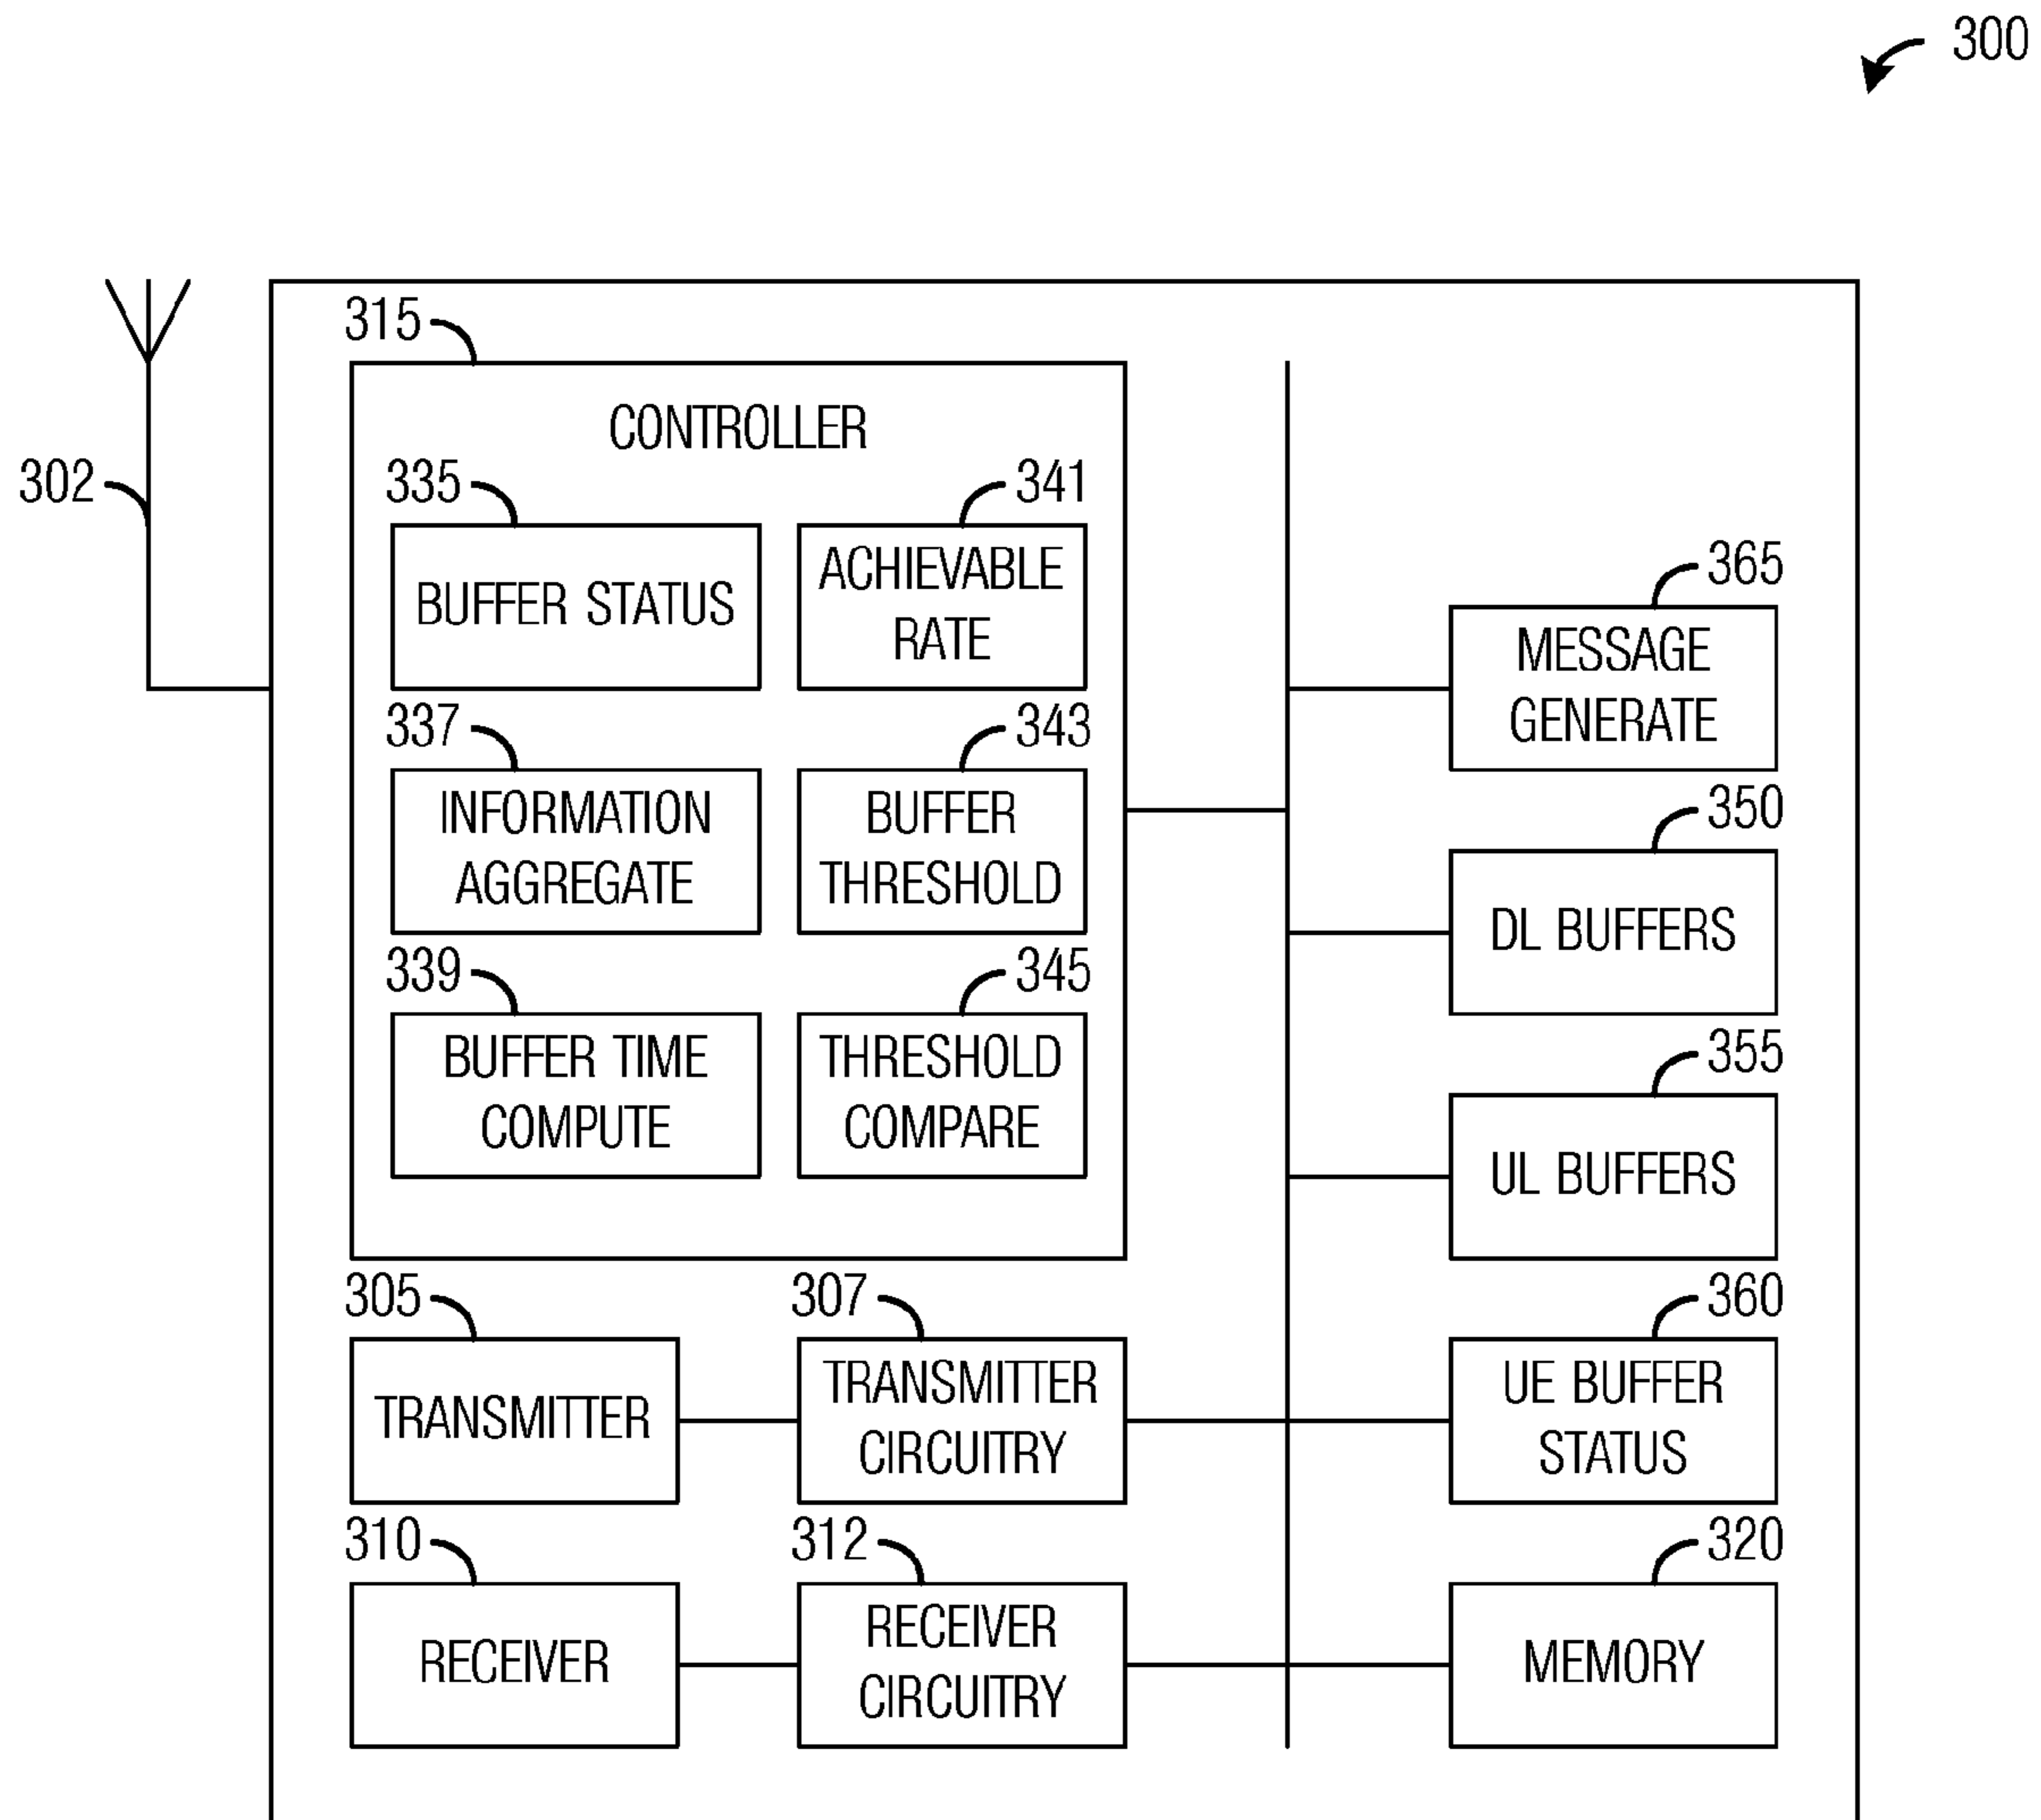 300
315
CONTROLLER
302
335
341
BUFFER STATUS
ACHIEVABLE
RATE
365
MESSAGE
GENERATE
337
343
INFORMATION
AGGREGATE
BUFFER
THRESHOLD
350
DL BUFFERS
339
345
BUFFER TIME
COMPUTE
THRESHOLD
COMPARE
355
UL BUFFERS
305
307
360
TRANSMITTER
TRANSMITTER
CIRCUITRY
UE BUFFER
STATUS
310
312
320
RECEIVER
RECEIVER
CIRCUITRY
MEMORY